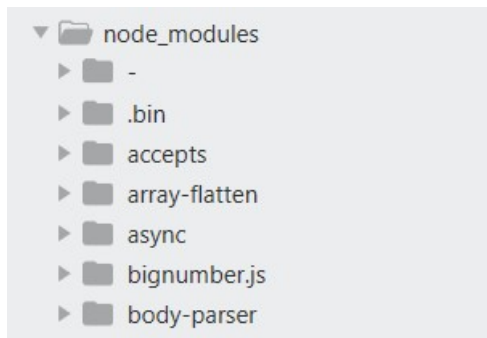 node_modules
-
.bin
accepts
array-flatten
async
bignumber.js
body-parser